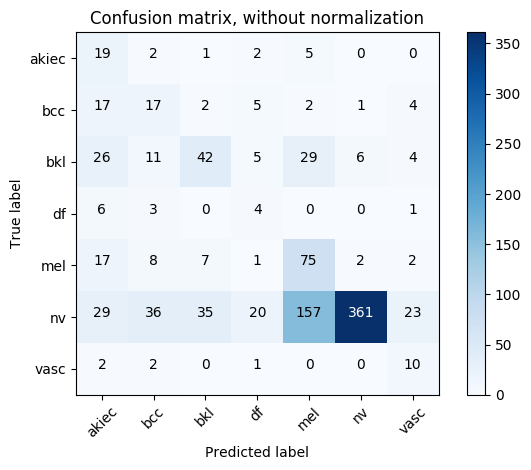 Confusion matrix, without normalization
True label
akiec 19 2 1 2 5 0 0
bcc 17 17 2 5 2 1 4
bkl 26 11 42 5 29 6 4
df 6 3 0 4 0 0 1
mel 17 8 7 1 75 2 2
nv 29 36 35 20 157 361 23
vasc 2 2 0 1 0 0 10
akiec bcc bkl df mel nv vasc
Predicted label
350
300
250
200
150
100
50
0